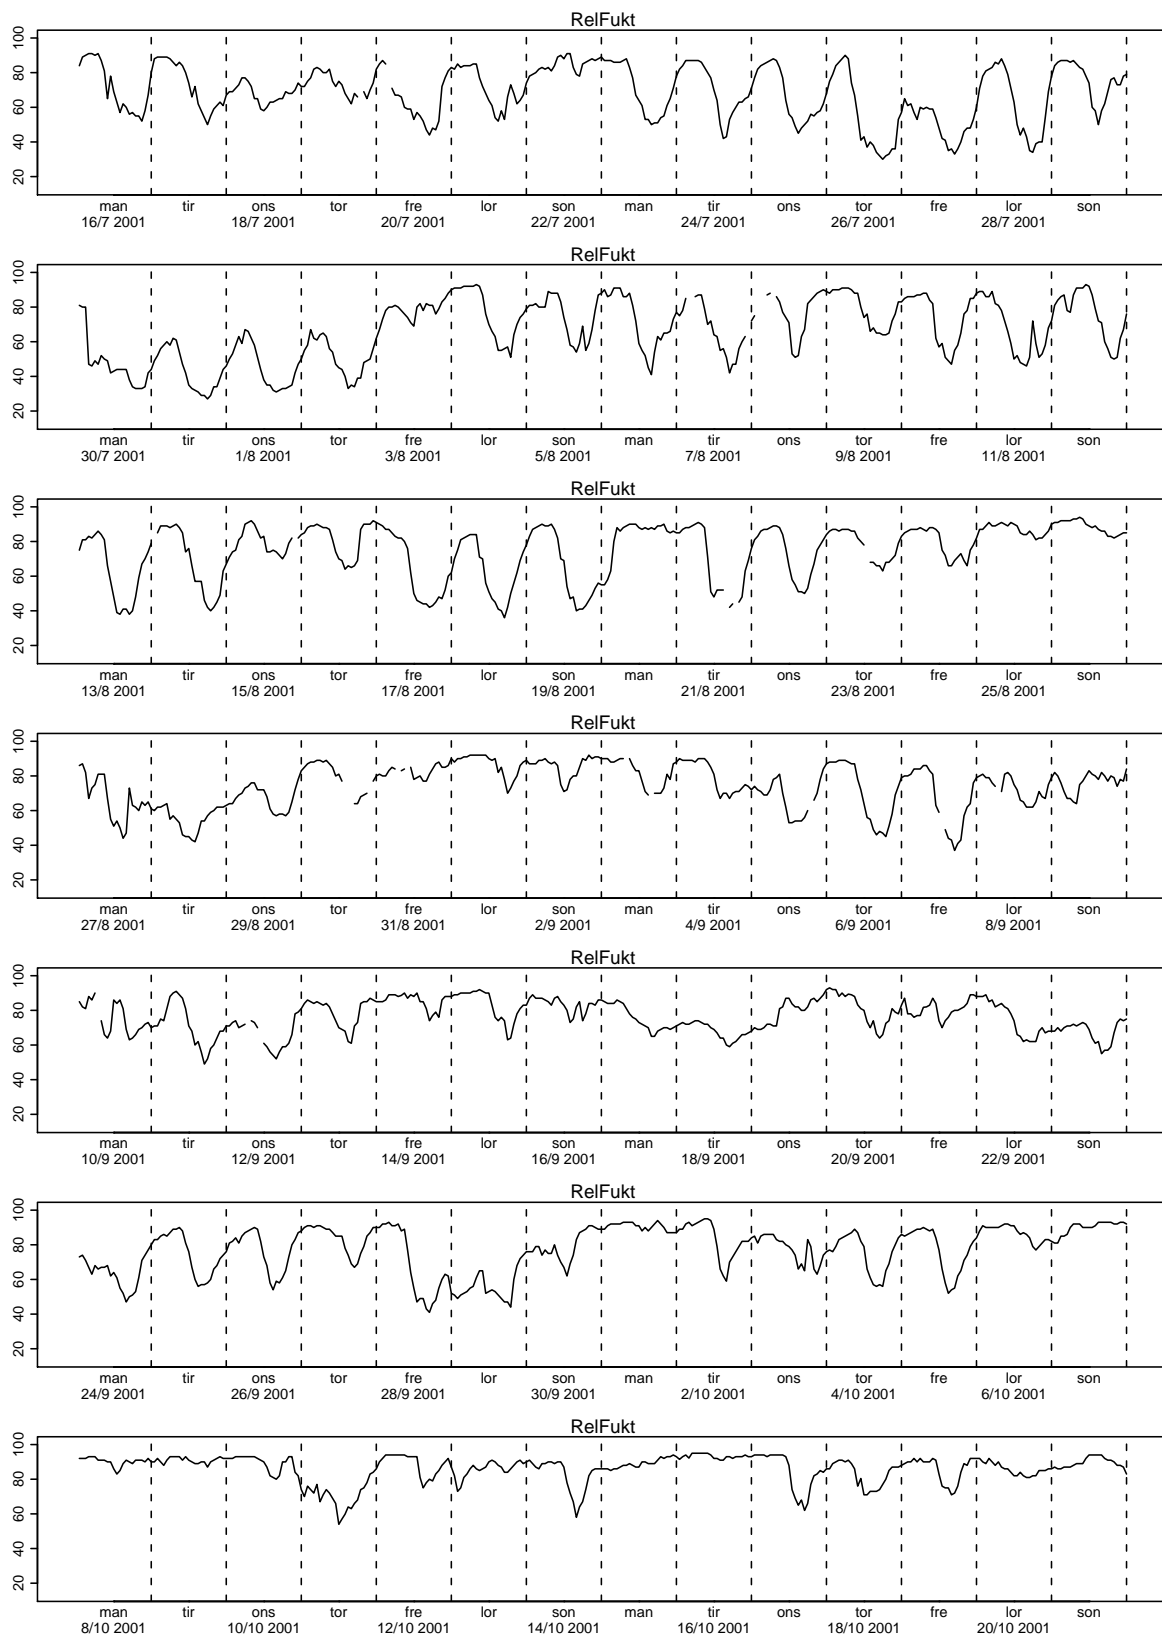 RelFukt
20 40 60 80 100
man tir ons tor fre lor son man tir ons tor fre lor son
16/7 2001 18/7 2001 20/7 2001 22/7 2001 24/7 2001 26/7 2001 28/7 2001
RelFukt
20 40 60 80 100
man tir ons tor fre lor son man tir ons tor fre lor son
30/7 2001 1/8 2001 3/8 2001 5/8 2001 7/8 2001 9/8 2001 11/8 2001
RelFukt
20 40 60 80 100
man tir ons tor fre lor son man tir ons tor fre lor son
13/8 2001 15/8 2001 17/8 2001 19/8 2001 21/8 2001 23/8 2001 25/8 2001
RelFukt
20 40 60 80 100
man tir ons tor fre lor son man tir ons tor fre lor son
27/8 2001 29/8 2001 31/8 2001 2/9 2001 4/9 2001 6/9 2001 8/9 2001
RelFukt
20 40 60 80 100
man tir ons tor fre lor son man tir ons tor fre lor son
10/9 2001 12/9 2001 14/9 2001 16/9 2001 18/9 2001 20/9 2001 22/9 2001
RelFukt
20 40 60 80 100
man tir ons tor fre lor son man tir ons tor fre lor son
24/9 2001 26/9 2001 28/9 2001 30/9 2001 2/10 2001 4/10 2001 6/10 2001
RelFukt
20 40 60 80 100
man tir ons tor fre lor son man tir ons tor fre lor son
8/10 2001 10/10 2001 12/10 2001 14/10 2001 16/10 2001 18/10 2001 20/10 2001